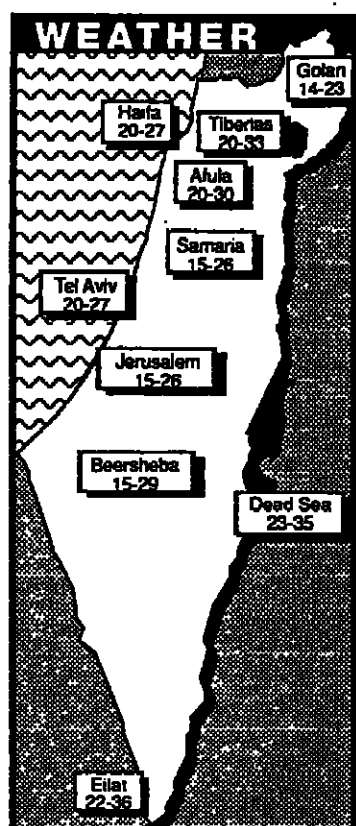 WEATHER
Golan
14-23
Haifa
20-27
Tiberias
20-33
Afula
20-30
Samaria
15-26
Tel Aviv
20-27
Jerusalem
15-26
Beersheba
15-29
Dead Sea
23-35
Eilat
22-36